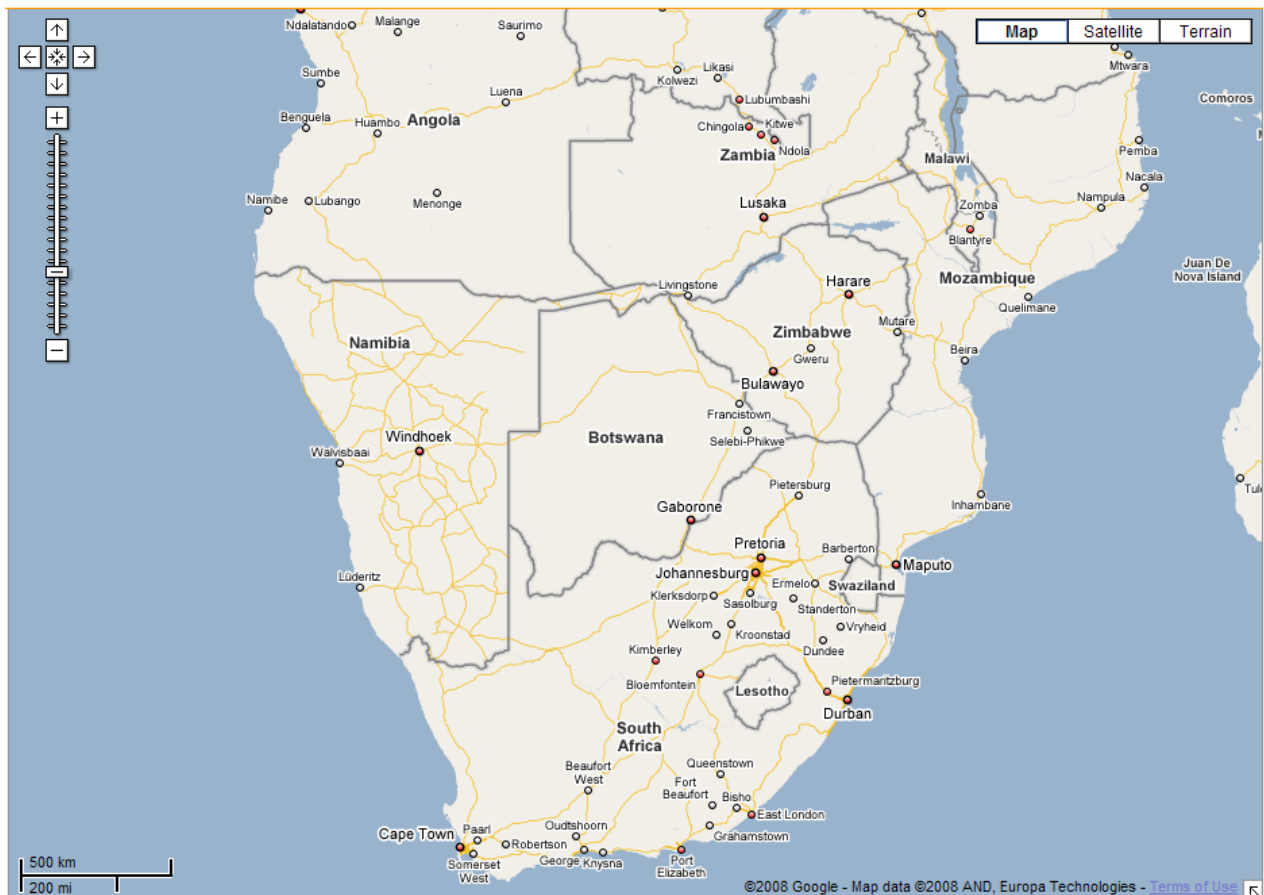 Ndalatando
Malange
Saurimo
Map
Satellite
Terrain
Mtwara
Sumbe
Luena
Kolwezi
Likasi
Lubumbashi
Comoros
Benguela
Huambo
Angola
Chingola
Kitwe
Ndola
Zambia
Malawi
Pemba
Nacala
Namibe
Lubango
Menonge
Lusaka
Zomba
Nampula
Blantyre
Juan De
Nova Island
Mozambique
Livingstone
Harare
Quelimane
Namibia
Zimbabwe
Mutare
Gweru
Beira
Bulawayo
Francistown
Botswana
Selebi-Phikwe
Windhoek
Walvisbaai
Pietersburg
Inhambane
Gaborone
Pretoria
Barberton
Maputo
Johannesburg
Lüderitz
Ermelo
Swaziland
Klerksdorp
Sasolburg
Standerton
Welkom
Kroonstad
Vryheid
Dundee
Kimberley
Bloemfontein
Lesotho
Pietermaritzburg
Durban
South
Africa
Beaufort
West
Queenstown
Fort
Beaufort
Bisho
East London
Grahamstown
Cape Town
Paarl
Oudtshoorn
Robertson
Somerset
West
George
Knysna
Port
Elizabeth
500 km
200 mi
©2008 Google - Map data ©2008 AND, Europa Technologies - Terms of Use